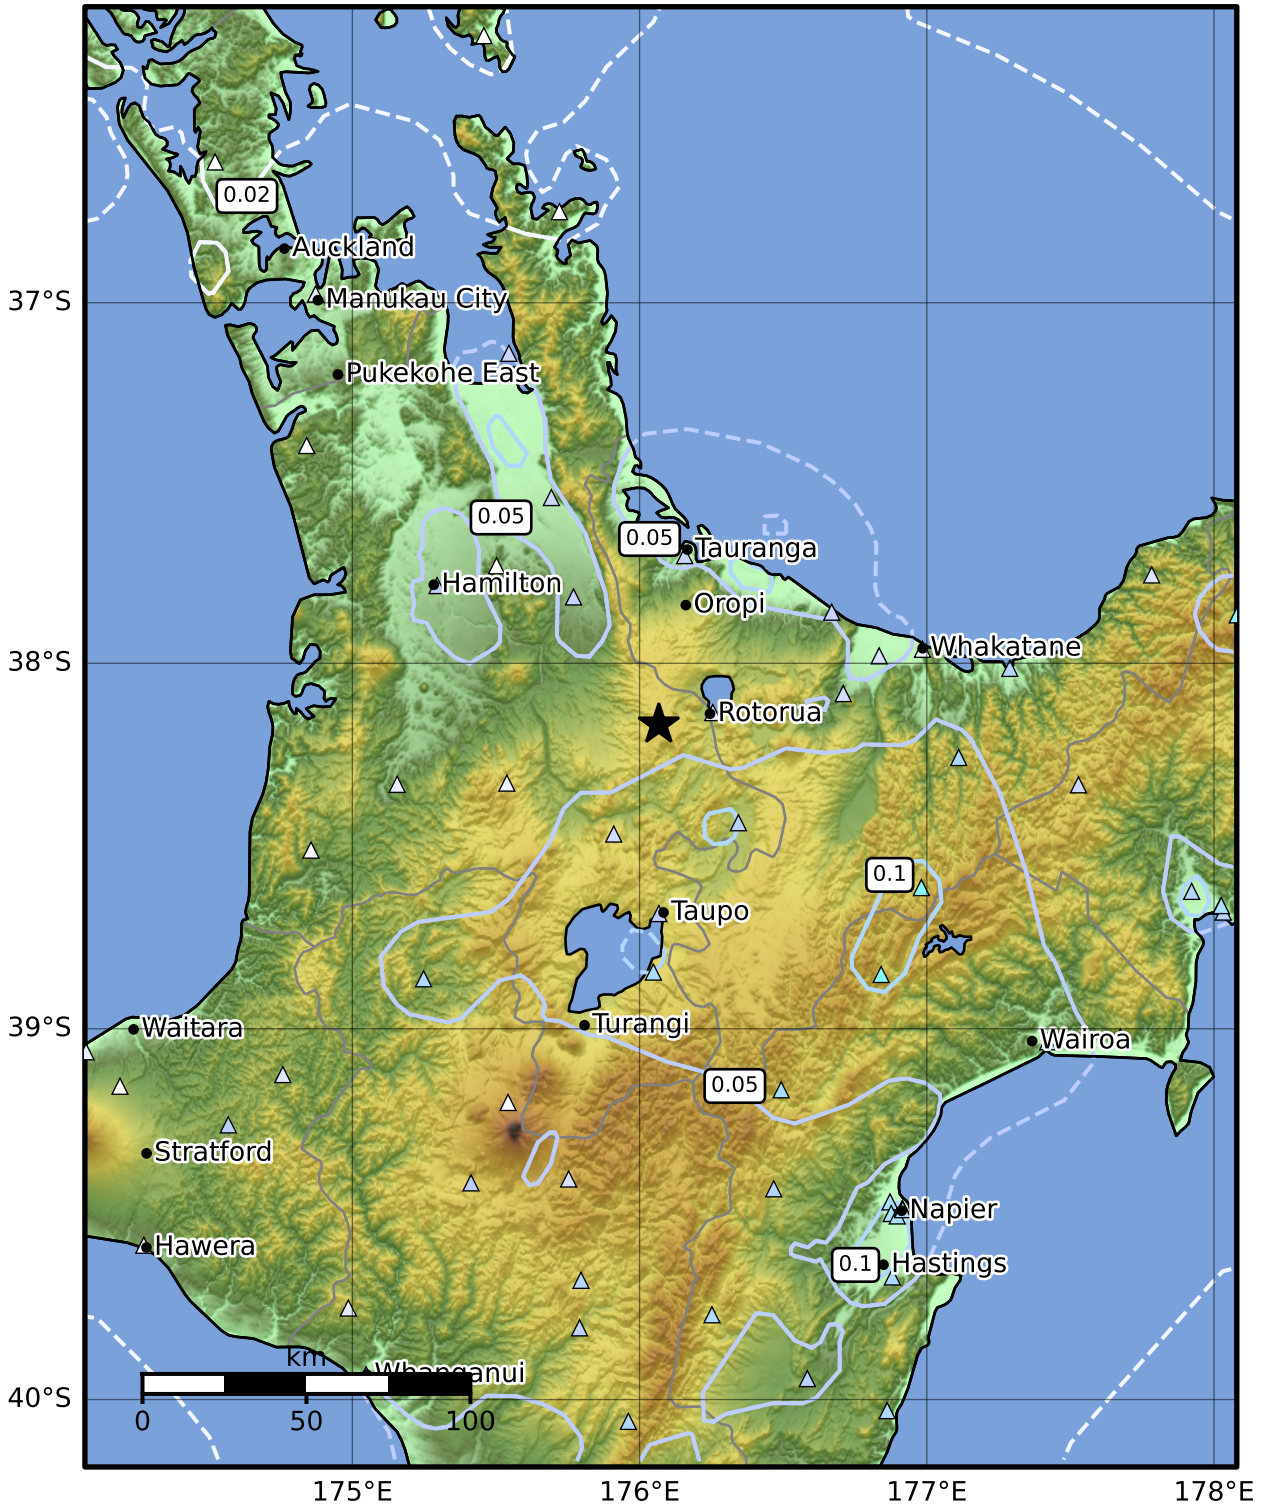 0.02
Auckland
Manukau City
37°S
Pukekohe East
0.05
0.05
Tauranga
Hamilton
Oropi
Whakatane
38°S
Rotorua
0.1
Taupo
Turangi
39°S
Waitara
Wairoa
0.05
Stratford
Napier
Hawera
0.1
Hastings
km
Whanganui
40°S
0 50 100
175°E 176°E 177°E 178°E